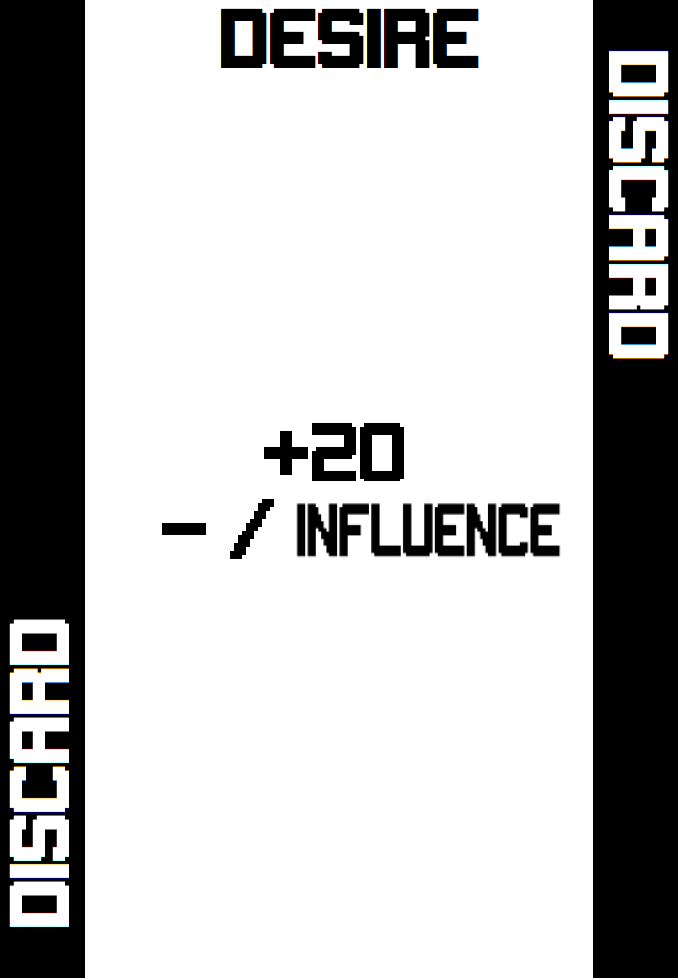 DESIRE
DISCARD
+20
- / INFLUENCE
DISCARD